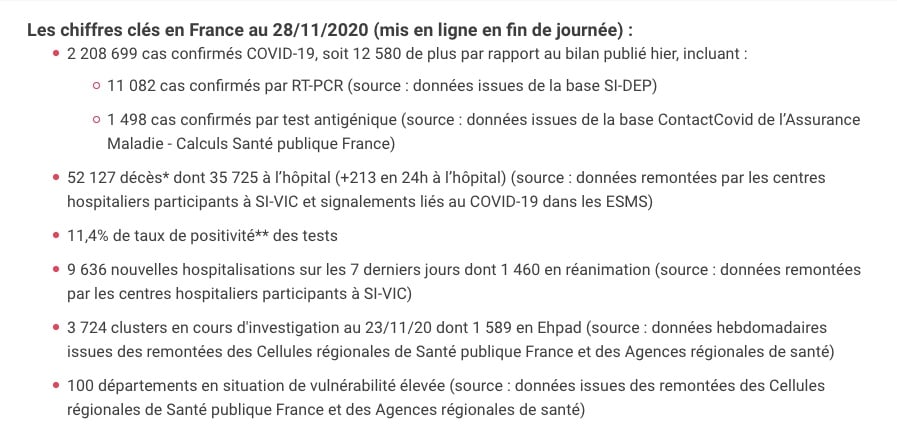 Les chiffres clés en France au 28/11/2020 (mis en ligne en fin de journée) :
2 208 699 cas confirmés COVID-19, soit 12 580 de plus par rapport au bilan publié hier, incluant :
11 082 cas confirmés par RT-PCR (source : données issues de la base SI-DEP)
1 498 cas confirmés par test antigénique (source : données issues de la base ContactCovid de l’Assurance
Maladie - Calculs Santé publique France)
52 127 décès* dont 35 725 à l’hôpital (+213 en 24h à l’hôpital) (source : données remontées par les centres
hospitaliers participants à SI-VIC et signalements liés au COVID-19 dans les ESMS)
11,4% de taux de positivité** des tests
9 636 nouvelles hospitalisations sur les 7 derniers jours dont 1 460 en réanimation (source : données remontées
par les centres hospitaliers participants à SI-VIC)
3 724 clusters en cours d'investigation au 23/11/20 dont 1 589 en Ehpad (source : données hebdomadaires
issues des remontées des Cellules régionales de Santé publique France et des Agences régionales de santé)
100 départements en situation de vulnérabilité élevée (source : données issues des remontées des Cellules
régionales de Santé publique France et des Agences régionales de santé)